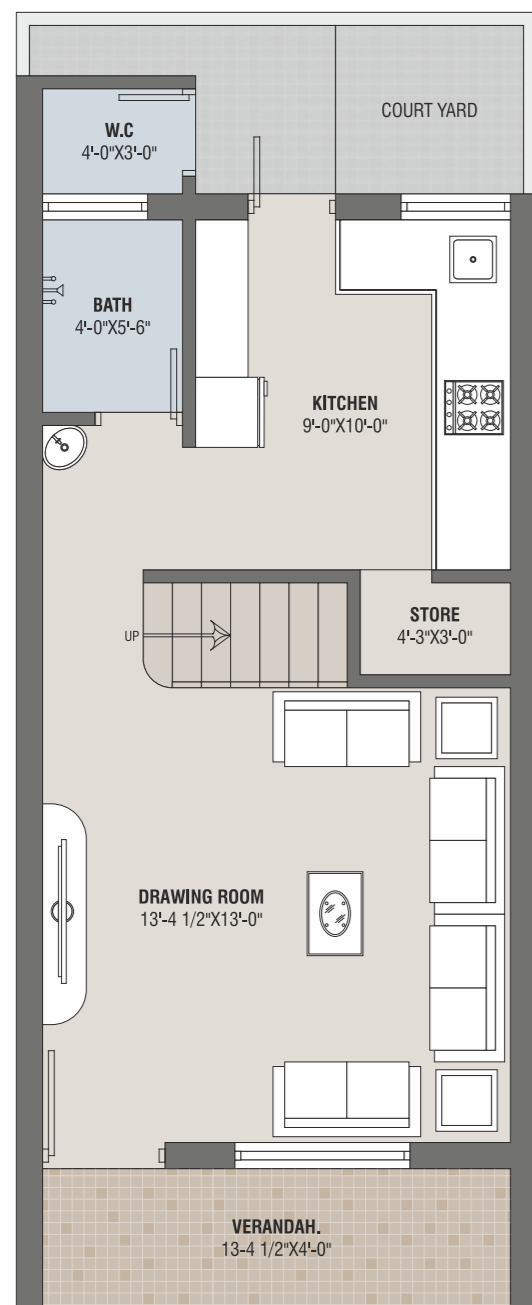 COURT YARD
W.C
4'-0"X3'-0"
BATH
4'-0"X5'-6"
KITCHEN
9'-0"X10'-0"
STORE
4'-3"X3'-0"
UP
DRAWING ROOM
13'-4 1/2"X13'-0"
VERANDAH.
13-4 1/2"X4'-0"